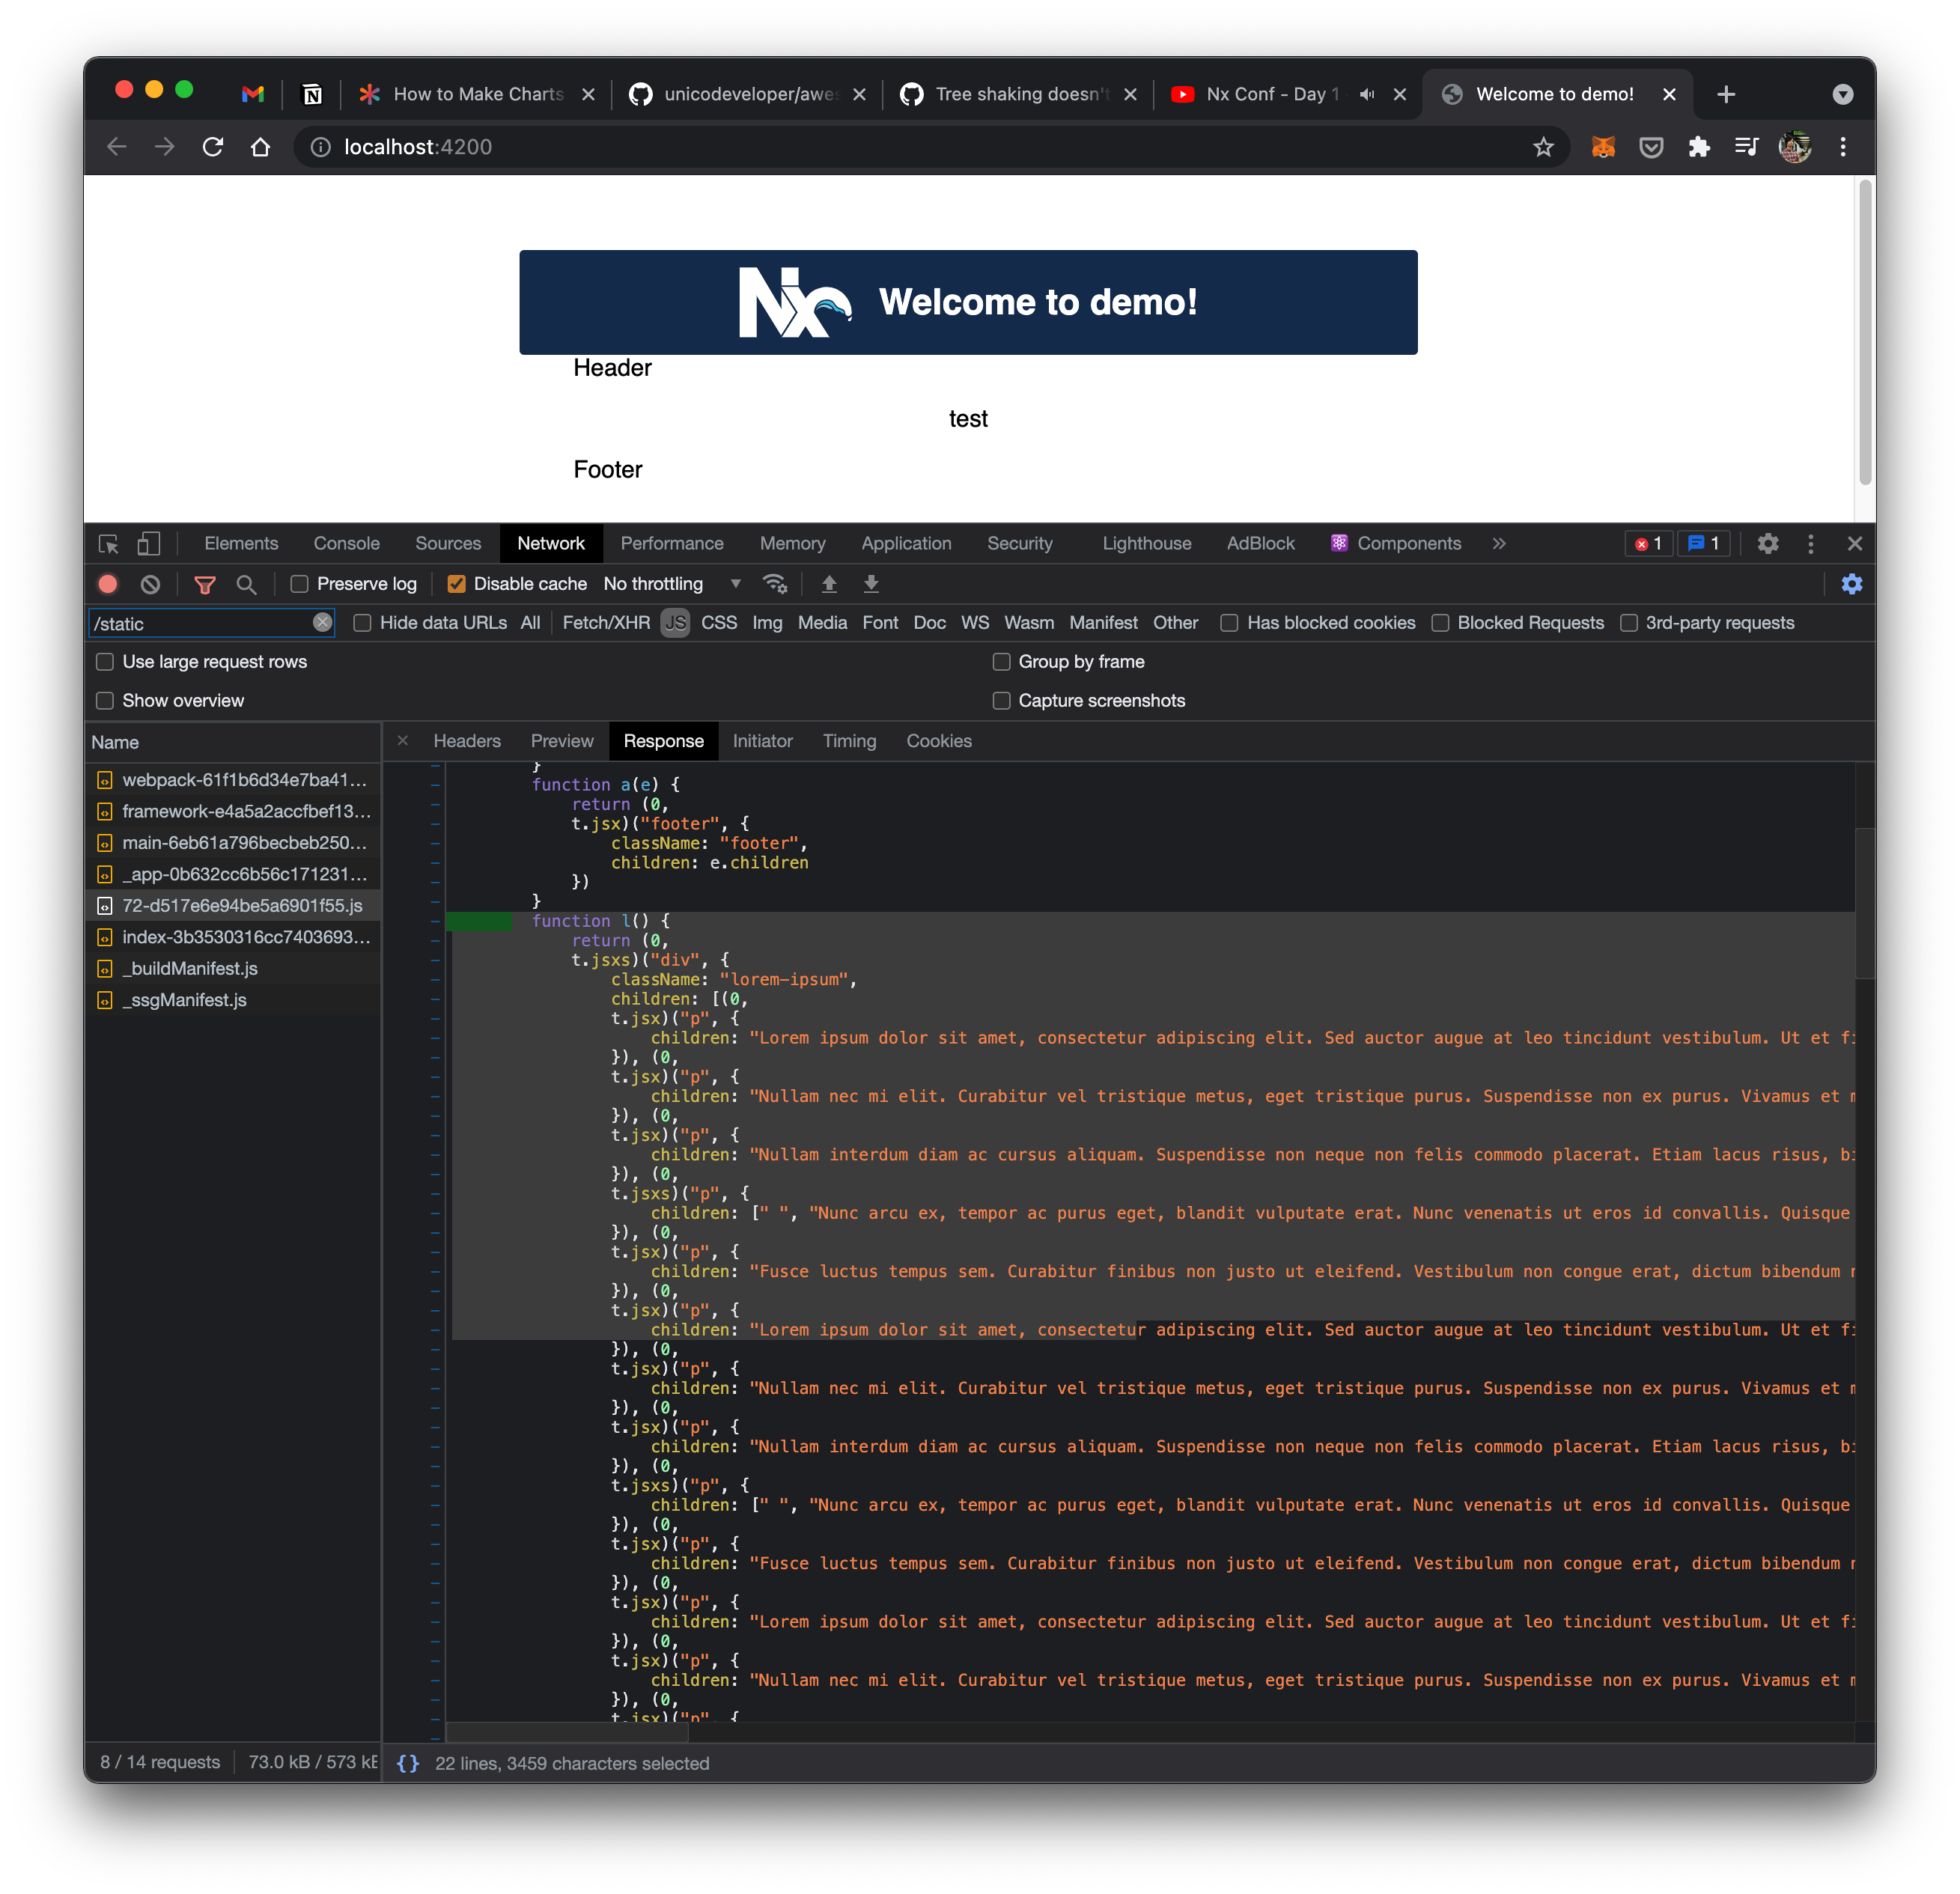 How to Make Charts
unicodeveloper/awes
Tree shaking doesn't
Nx Conf - Day 1
Welcome to demo!
localhost:4200
Nx Welcome to demo!
Header
test
Footer
Elements Console Sources Network Performance Memory Application Security Lighthouse AdBlock Components » 1 1
Preserve log Disable cache No throttling
/static Hide data URLs All Fetch/XHR JS CSS Img Media Font Doc WS Wasm Manifest Other Has blocked cookies Blocked Requests 3rd-party requests
Use large request rows Group by frame
Show overview Capture screenshots
Name
webpack-61f1b6d34e7ba41...
framework-e4a5a2accfbef13...
main-6eb61a796becbeb250...
_app-0b632cc6b56c171231...
72-d517e6e94be5a6901f55.js
index-3b3530316cc7403693...
_buildManifest.js
_ssgManifest.js
Headers Preview Response Initiator Timing Cookies
}
function a(e) {
return (0,
t.jsx)("footer", {
className: "footer",
children: e.children
})
}
function l() {
return (0,
t.jsxs)("div", {
className: "lorem-ipsum",
children: [(0,
t.jsx)("p", {
children: "Lorem ipsum dolor sit amet, consectetur adipiscing elit. Sed auctor augue at leo tincidunt vestibulum. Ut et fi
}), (0,
t.jsx)("p", {
children: "Nullam nec mi elit. Curabitur vel tristique metus, eget tristique purus. Suspendisse non ex purus. Vivamus et m
}), (0,
t.jsx)("p", {
children: "Nullam interdum diam ac cursus aliquam. Suspendisse non neque non felis commodo placerat. Etiam lacus risus, bi
}), (0,
t.jsxs)("p", {
children: [" ", "Nunc arcu ex, tempor ac purus eget, blandit vulputate erat. Nunc venenatis ut eros id convallis. Quisque
}), (0,
t.jsx)("p", {
children: "Fusce luctus tempus sem. Curabitur finibus non justo ut eleifend. Vestibulum non congue erat, dictum bibendum
}), (0,
t.jsx)("p", {
children: "Lorem ipsum dolor sit amet, consectetur adipiscing elit. Sed auctor augue at leo tincidunt vestibulum. Ut et fi
}), (0,
t.jsx)("p", {
children: "Nullam nec mi elit. Curabitur vel tristique metus, eget tristique purus. Suspendisse non ex purus. Vivamus et m
}), (0,
t.jsx)("p", {
children: "Nullam interdum diam ac cursus aliquam. Suspendisse non neque non felis commodo placerat. Etiam lacus risus, bi
}), (0,
t.jsxs)("p", {
children: [" ", "Nunc arcu ex, tempor ac purus eget, blandit vulputate erat. Nunc venenatis ut eros id convallis. Quisque
}), (0,
t.jsx)("p", {
children: "Fusce luctus tempus sem. Curabitur finibus non justo ut eleifend. Vestibulum non congue erat, dictum bibendum
}), (0,
t.jsx)("p", {
children: "Lorem ipsum dolor sit amet, consectetur adipiscing elit. Sed auctor augue at leo tincidunt vestibulum. Ut et fi
}), (0,
t.jsx)("p", {
children: "Nullam nec mi elit. Curabitur vel tristique metus, eget tristique purus. Suspendisse non ex purus. Vivamus et m
}), (0,
t.jsx)("p", {
8 / 14 requests 73.0 kB / 573 kB
{} 22 lines, 3459 characters selected